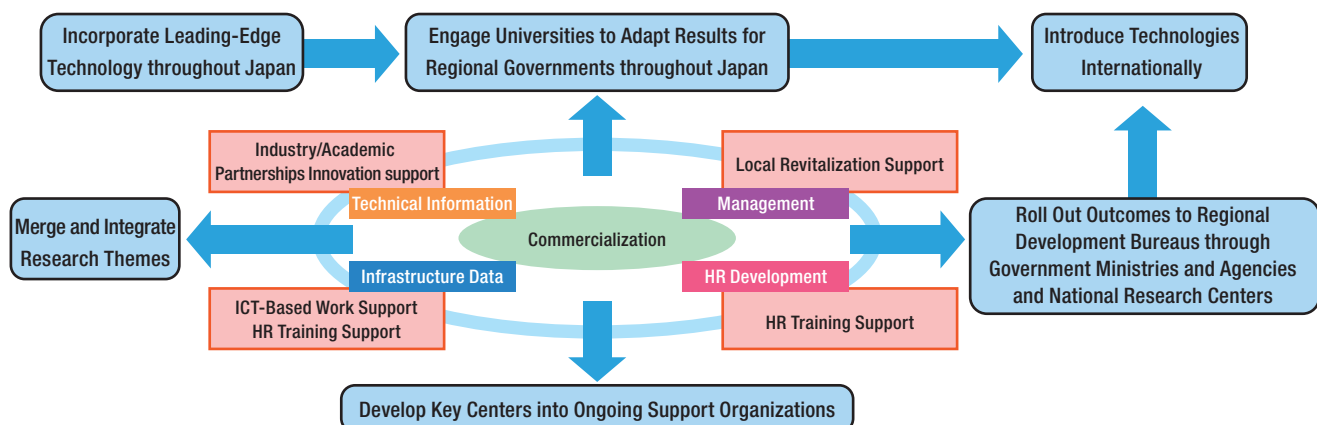 Incorporate Leading-Edge
Technology throughout Japan
Engage Universities to Adapt Results for
Regional Governments throughout Japan
Introduce Technologies
Internationally
Industry/Academic
Partnerships Innovation support
Local Revitalization Support
Technical Information
Management
Merge and Integrate
Research Themes
Commercialization
Roll Out Outcomes to Regional
Development Bureaus through
Government Ministries and Agencies
and National Research Centers
Infrastructure Data
HR Development
ICT-Based Work Support
HR Training Support
HR Training Support
Develop Key Centers into Ongoing Support Organizations